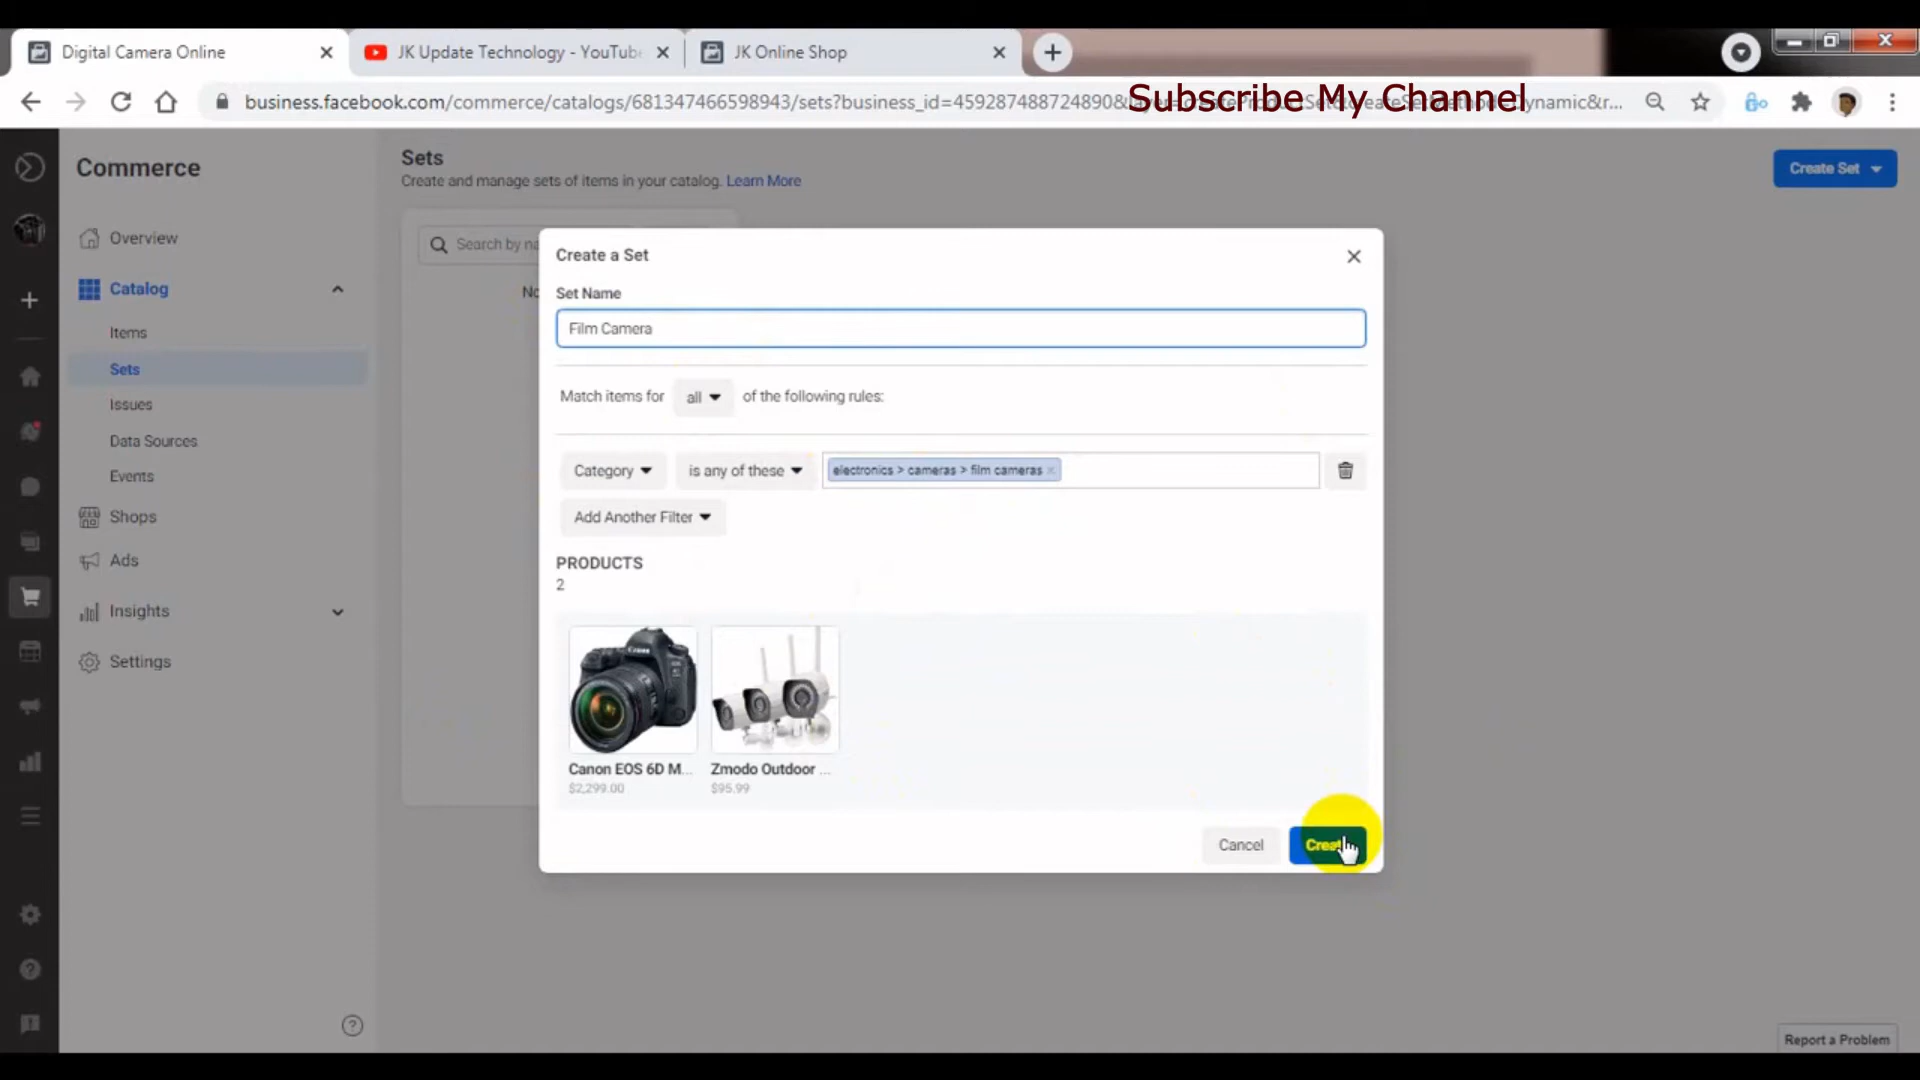 Digital Camera Online
JK Update Technology - YouTub
JK Online Shop
business.facebook.com/commerce/catalogs/681347466598943/sets?business_id=459287488724890&
Subscribe My Channel
Commerce
Overview
Catalog
Items
Sets
Issues
Data Sources
Events
Shops
Ads
Insights
Settings
Sets
Create and manage sets of items in your catalog. Learn More
Create Set
Search by na
No
Create a Set
Set Name
Film Camera
Match items for all of the following rules:
Category is any of these electronics > cameras > film cameras
Add Another Filter
PRODUCTS
2
Canon EOS 6D M...
$2,299.00
Zmodo Outdoor ...
$95.99
Cancel
Report a Problem